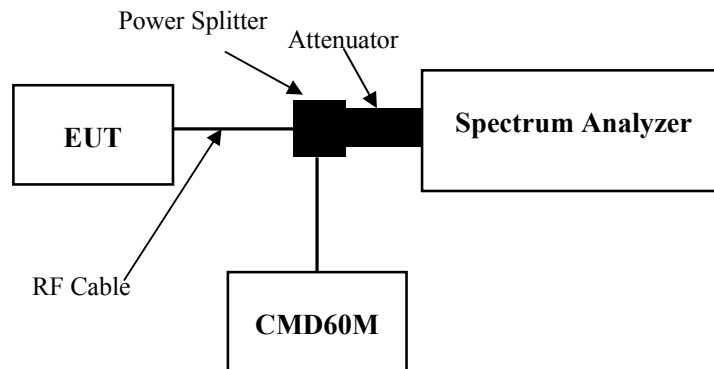 Power Splitter
Attenuator
EUT
Spectrum Analyzer
RF Cable
CMD60M